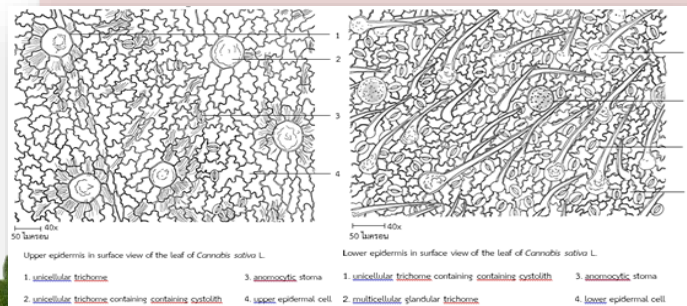 1
2
3
4
40x
50 ไมครอน
40x
50 ไมครอน
Upper epidermis in surface view of the leaf of Cannabis sativa L.
1. unicellular trichome
3. anomocytic stoma
2. unicellular trichome containing containing cystolith
4. upper epidermal cell
Lower epidermis in surface view of the leaf of Cannabis sativa L.
1. unicellular trichome containing containing cystolith
3. anomocytic stoma
2. multicellular glandular trichome
4. lower epidermal cell